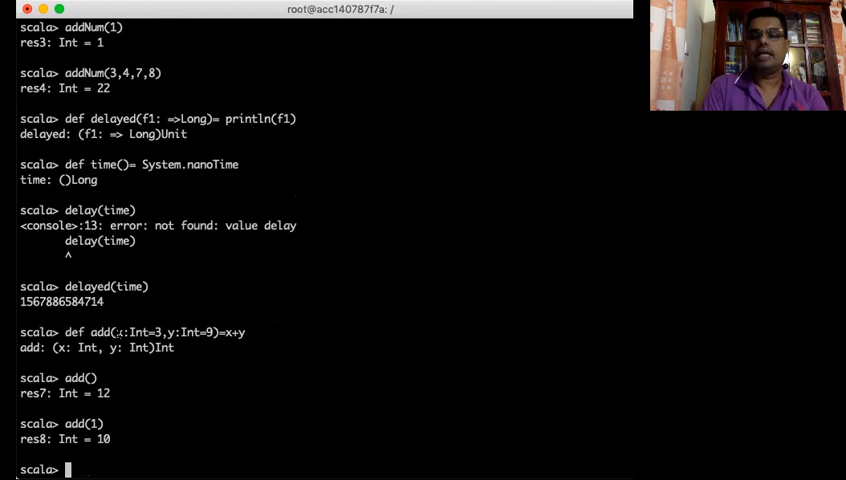 root@acc140787f7a: /
scala> addNum(1)
res3: Int = 1
scala> addNum(3,4,7,8)
res4: Int = 22
scala> def delayed(f1: =>Long)= println(f1)
delayed: (f1: => Long)Unit
scala> def time()= System.nanoTime
time: ()Long
scala> delay(time)
<console>:13: error: not found: value delay
delay(time)
^
scala> delayed(time)
1567886584714
scala> def add(x:Int=3,y:Int=9)=x+y
add: (x: Int, y: Int)Int
scala> add()
res7: Int = 12
scala> add(1)
res8: Int = 10
scala>